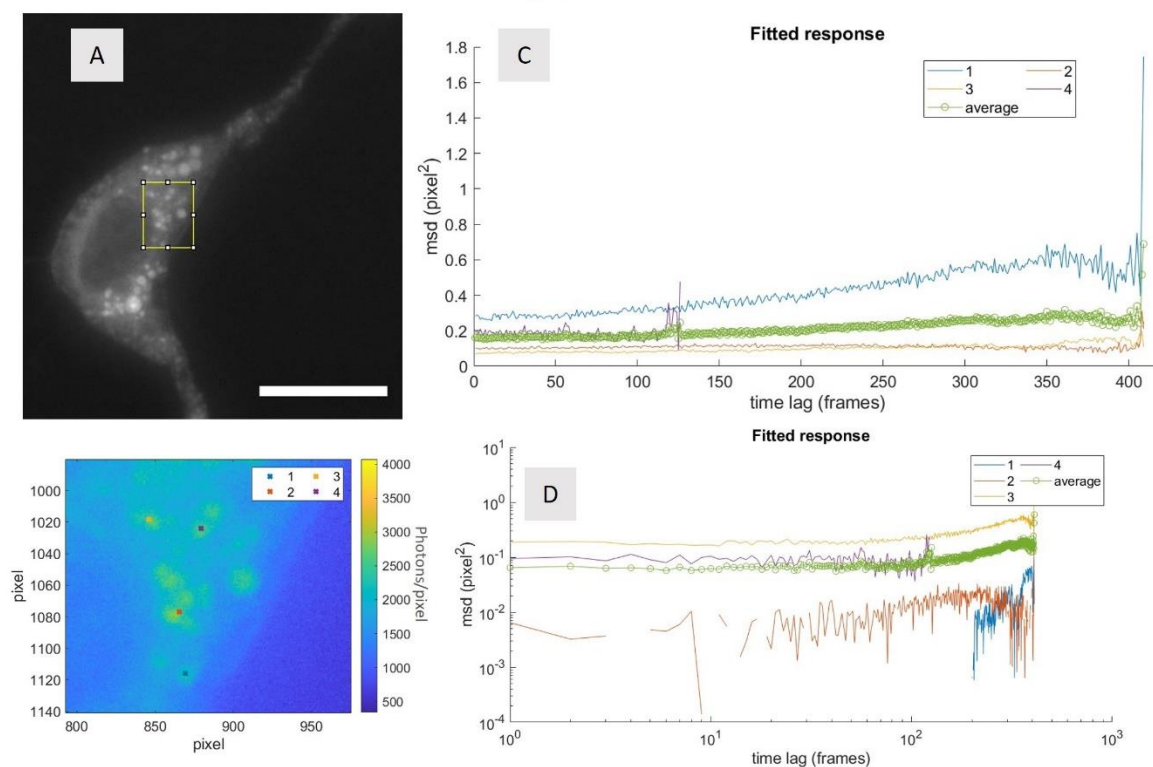 A
C
Fitted response
1 2
3 4
average
1.8
1.6
1.4
1.2
1
0.8
0.6
0.4
0.2
0
msd (pixel²)
0 50 100 150 200 250 300 350 400
time lag (frames)
1 3
2 4
1000
1020
1040
1060
1080
1100
1120
1140
pixel
800 850 900 950
pixel
4000
3500
3000
2500
2000
1500
1000
500
Photons/pixel
D
Fitted response
1 4
2 average
3
10¹
10⁰
10⁻¹
10⁻²
10⁻³
10⁻⁴
msd (pixel²)
10⁰ 10¹ 10² 10³
time lag (frames)